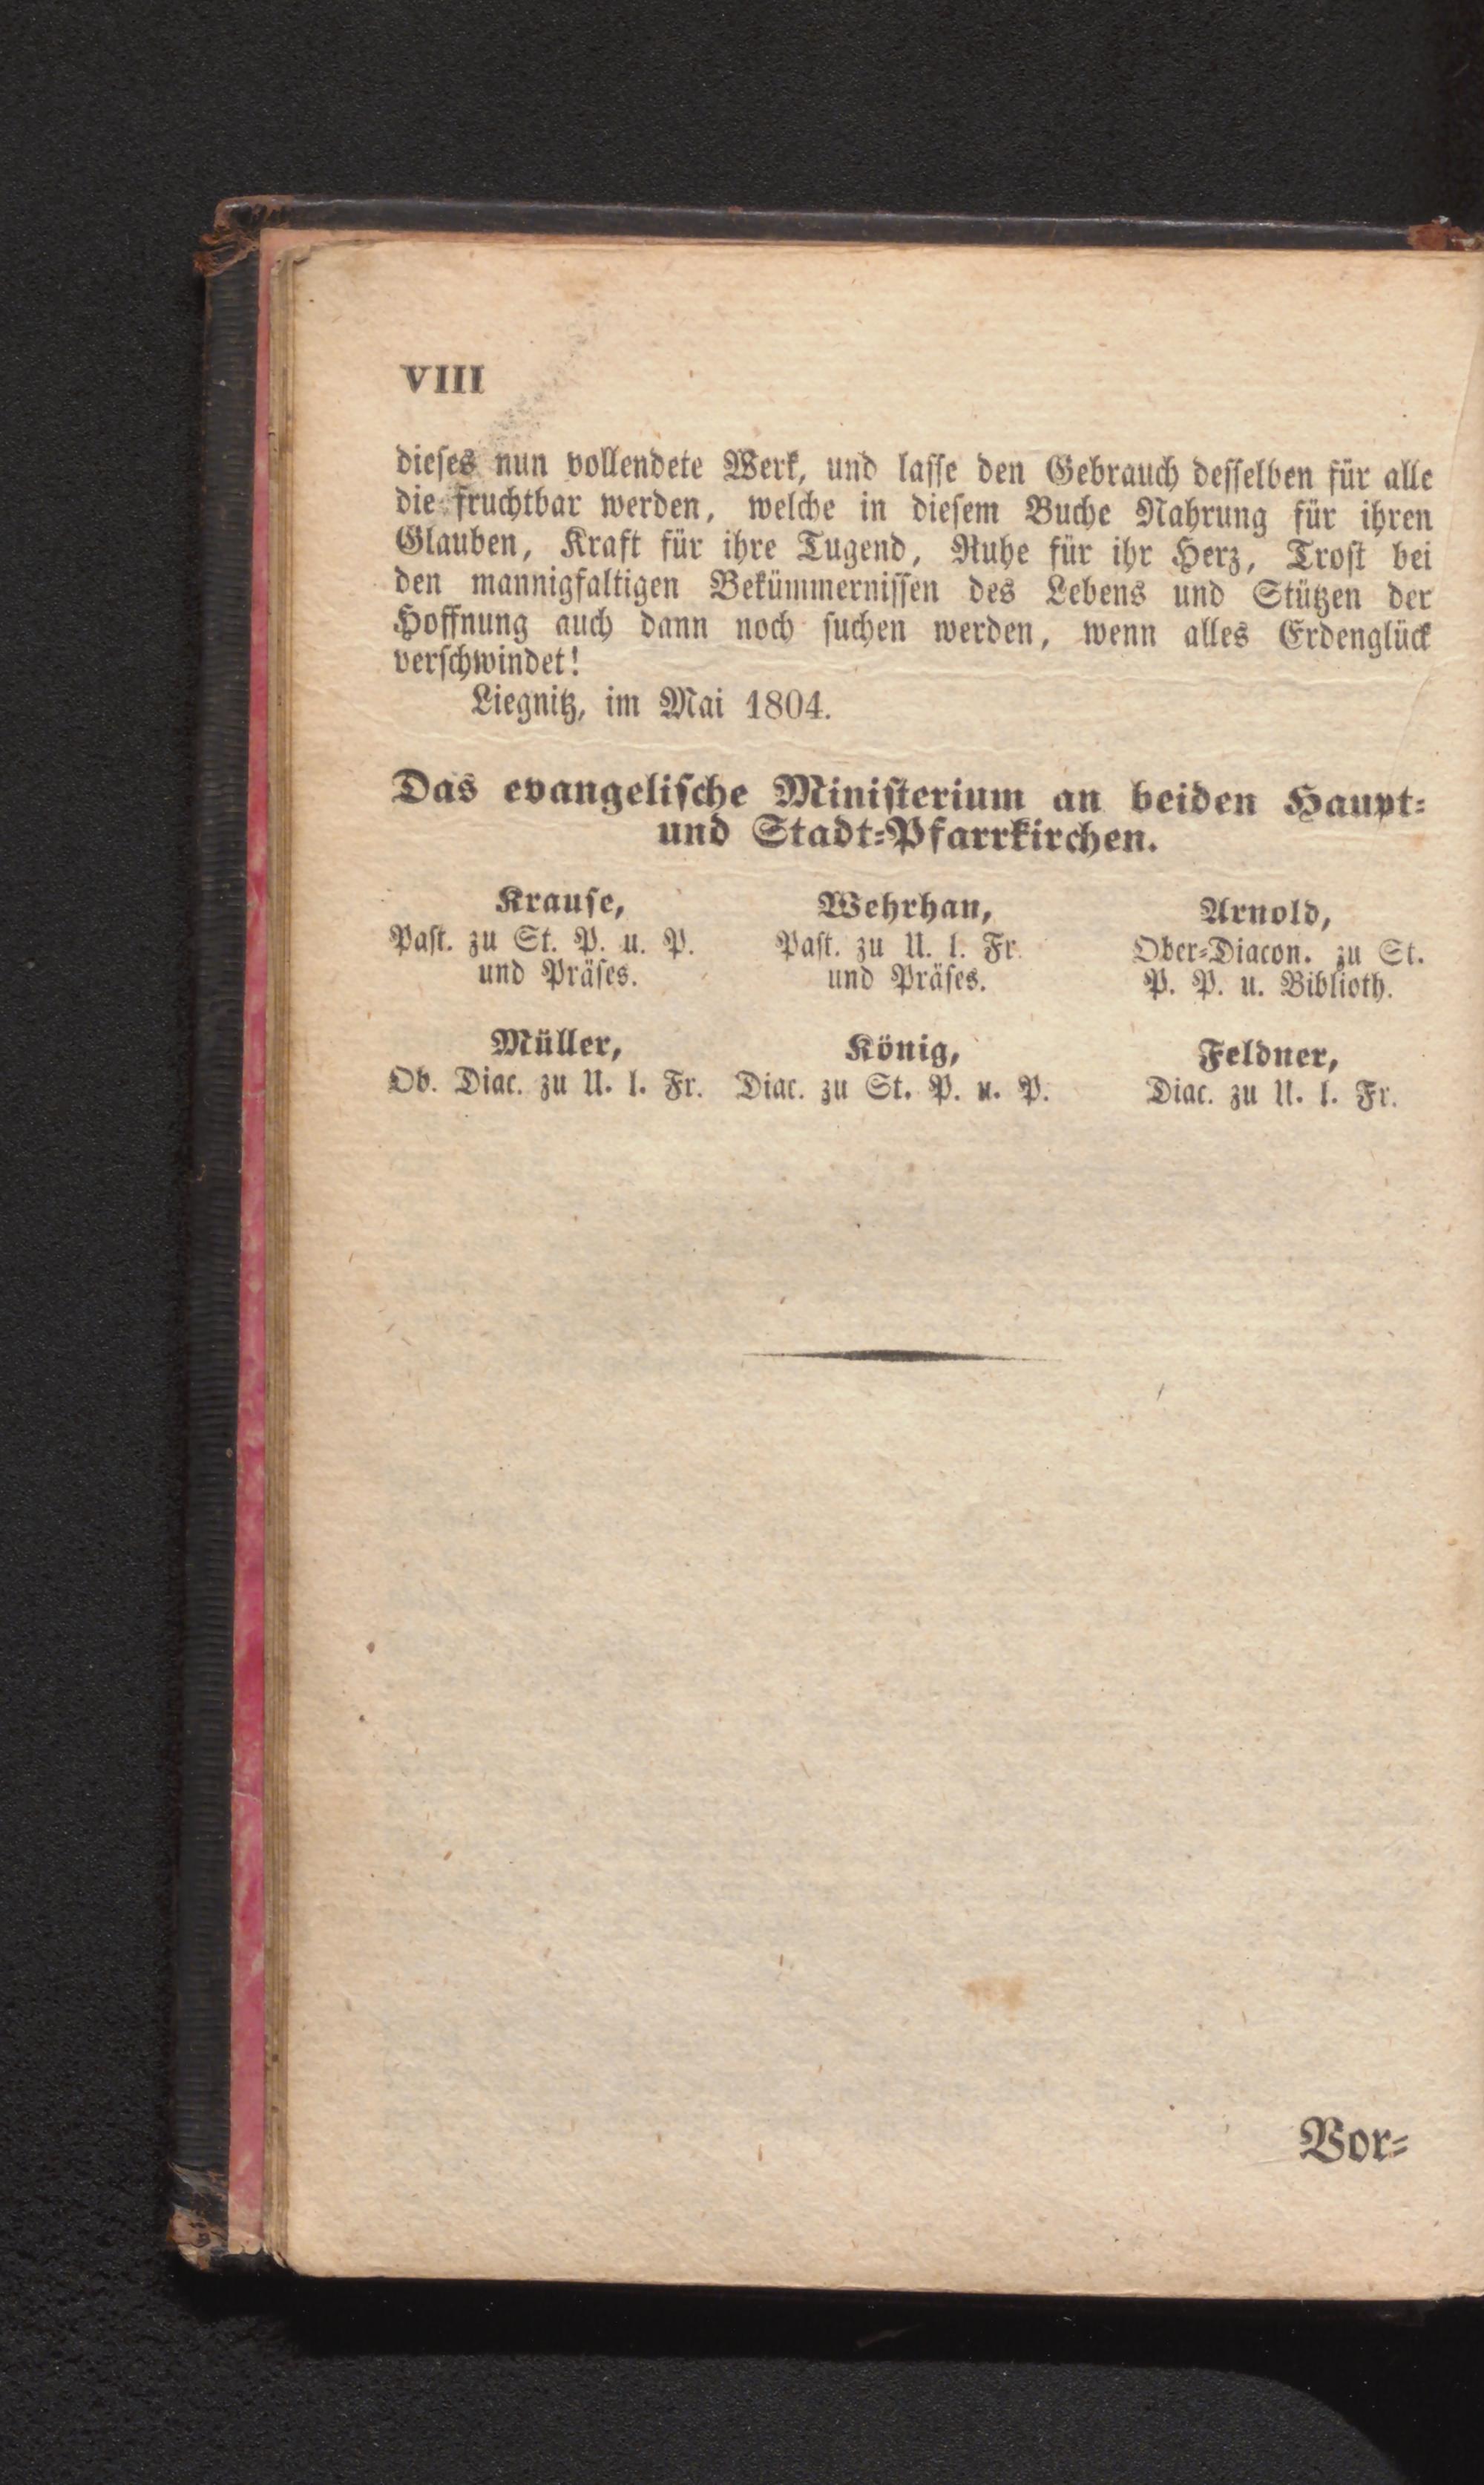 VIII
dieses nun vollendete Werk, und lasse den Gebrauch desselben für alle
die fruchtbar werden, welche in diesem Buche Nahrung für ihren
Glauben, Kraft für ihre Tugend, Ruhe für ihr Herz, Trost bei
den mannigfaltigen Bekümmernissen des Lebens und Stützen der
Hoffnung auch dann noch suchen werden, wenn alles Erdenglück
verschwindet!
Liegnitz, im Mai 1804.
Das evangelische Ministerium an beiden Haupt-
und Stadt-Pfarrkirchen.
Krause, Wehrhan, Arnold,
Past. zu St. P. u. P. Past. zu U. l. Fr. Ober-Diacon. zu St.
und Präses. und Präses. P. P. u. Biblioth.
Müller, König, Feldner,
Ob. Diac. zu U. l. Fr. Diac. zu St. P. u. P. Diac. zu U. l. Fr.
Vor-